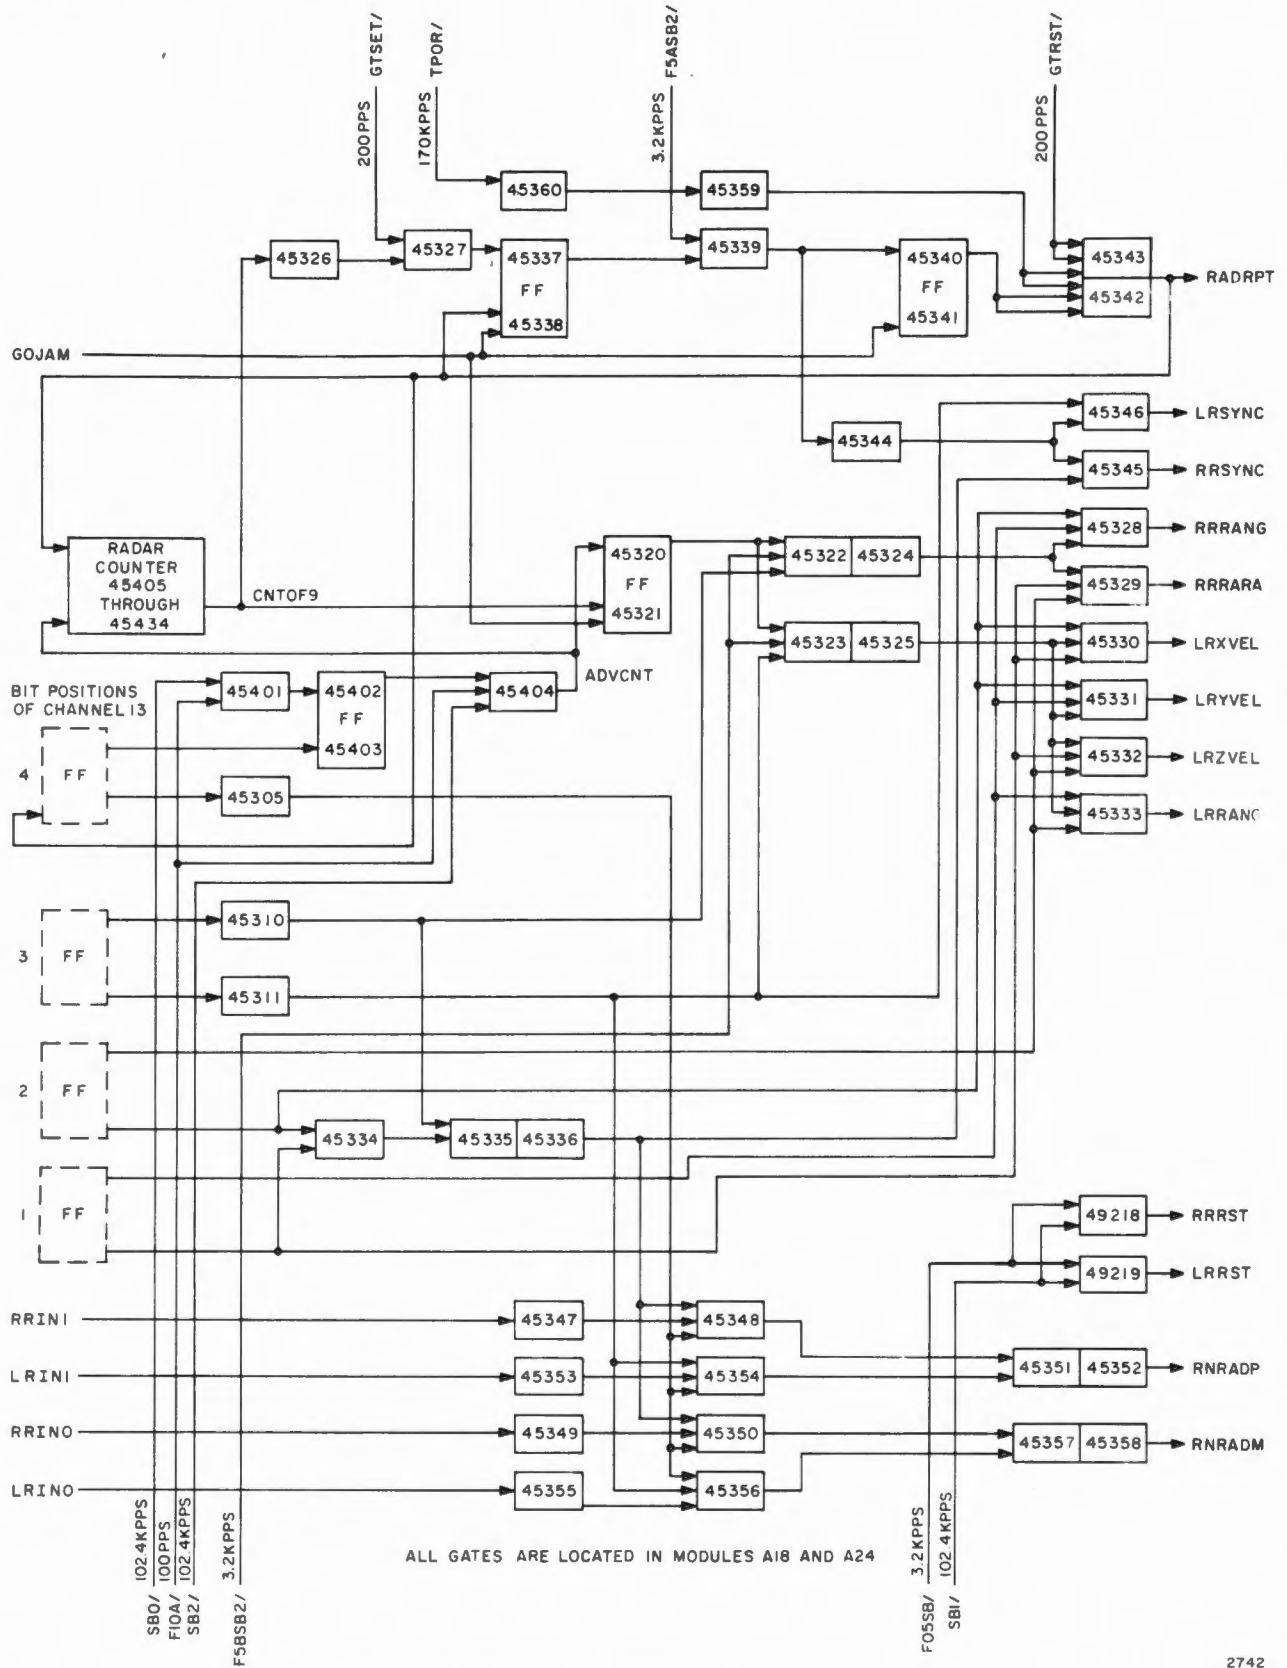 GTSET/
TPOR/
F5ASB2/
GTRST/
200PPS
170KPPS
3.2KPPS
200PPS
45360
45359
45326
45327
45337
FF
45338
45339
45340
FF
45341
45343
45342
RADRPT
GOJAM
45344
45346
LRSYNC
45345
RRSYNC
RADAR
COUNTER
45405
THROUGH
45434
CNTOF9
45320
FF
45321
45322
45324
45328
RRRANG
45329
RRRARA
45323
45325
45330
LRXVEL
ADVCNT
BIT POSITIONS
OF CHANNEL 13
45401
45402
FF
45403
45404
45331
LRYVEL
4
FF
45305
45332
LRZVEL
45333
LRRANG
3
FF
45310
45311
2
FF
45334
45335
45336
1
FF
49218
RRRST
49219
LRRST
RRIN1
45347
45348
LRIN1
45353
45354
45351
45352
RNRADP
RRINO
45349
45350
45357
45358
RNRADM
LRINO
45355
45356
102.4KPPS
100PPS
102.4KPPS
3.2KPPS
3.2KPPS
102.4KPPS
SBO/
F10A/
SB2/
F5BSB2/
F05SB/
SB1/
ALL GATES ARE LOCATED IN MODULES A18 AND A24
2742